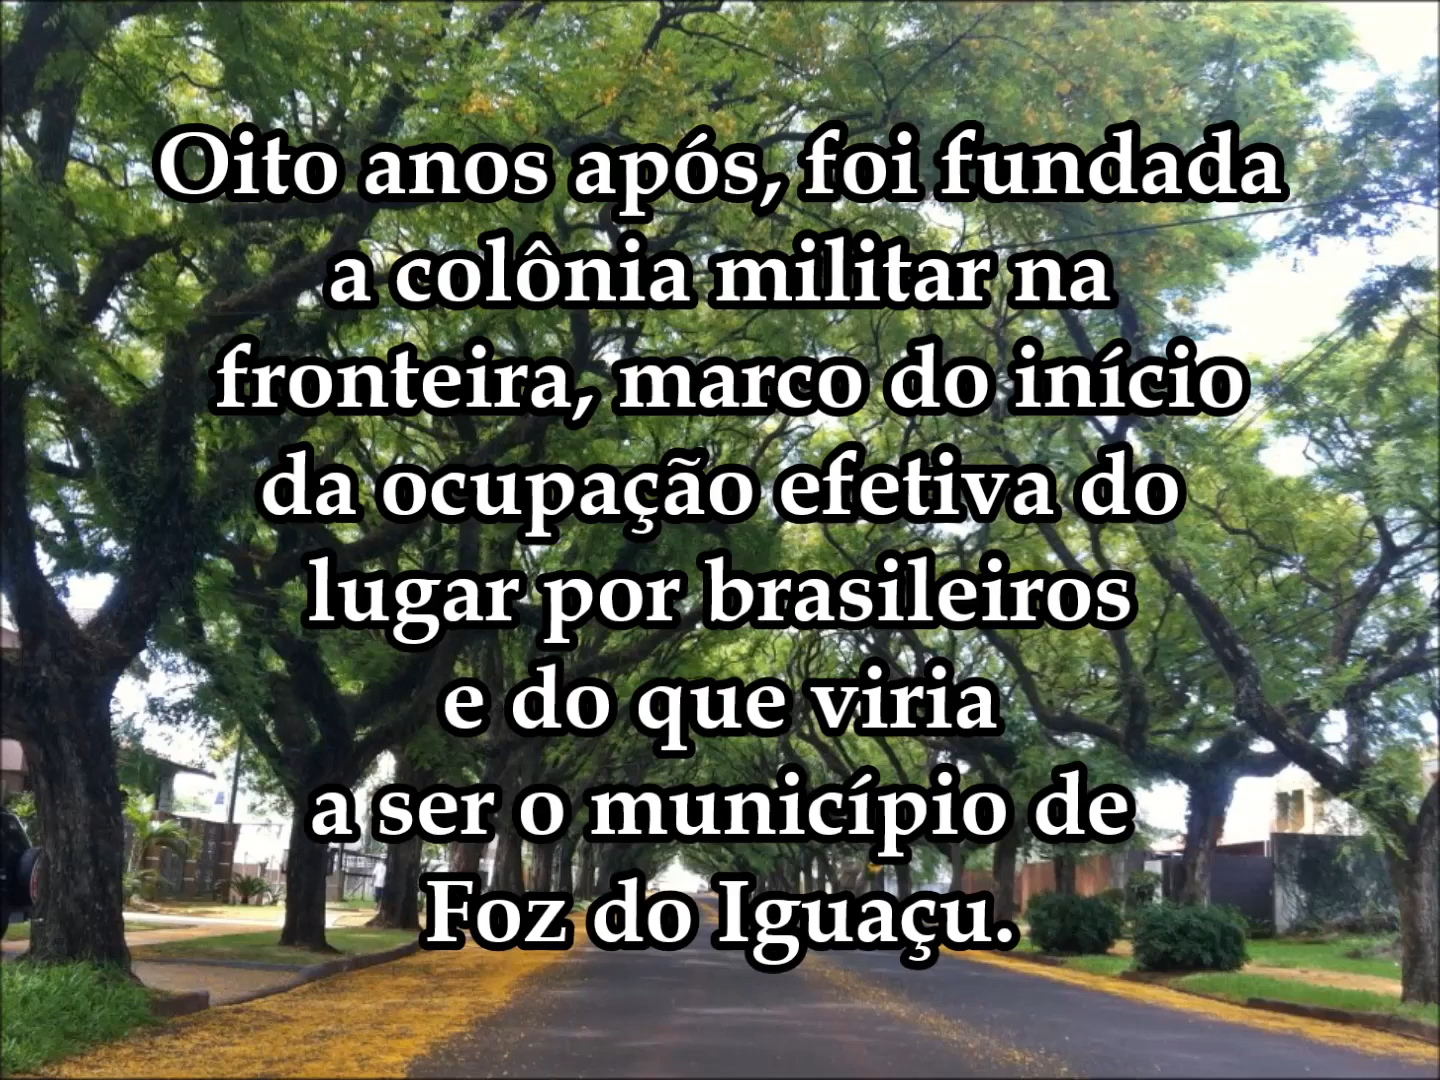 Oito anos após, foi fundada
a colônia militar na
fronteira, marco do início
da ocupação efetiva do
lugar por brasileiros
e do que viria
a ser o município de
Foz do Iguaçu.